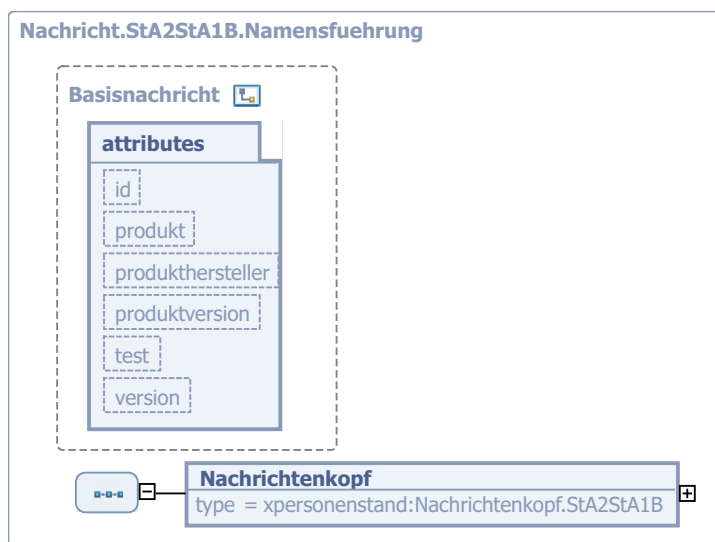 Nachricht.StA2StA1B.Namensfuehrung
Basisnachricht
attributes
id
produkt
produkthersteller
produktversion
test
version
Nachrichtenkopf
type = xpersonenstand:Nachrichtenkopf.StA2StA1B